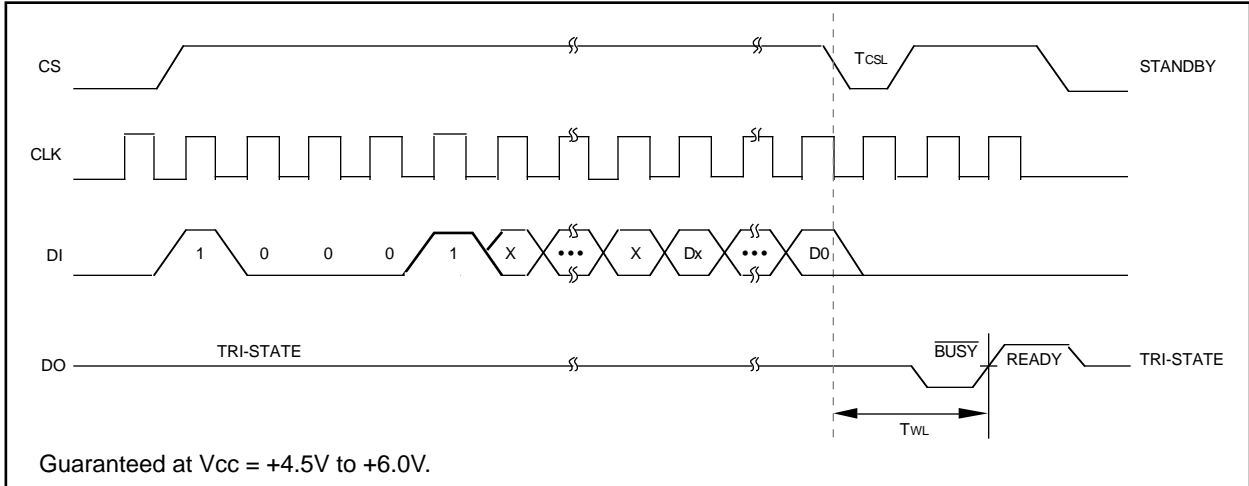 CS
TCSL
STANDBY
CLK
DI
1 0 0 0 1 X ••• X Dx ••• D0
TRI-STATE
BUSY
DO
READY
TRI-STATE
TWL
Guaranteed at Vcc = +4.5V to +6.0V.